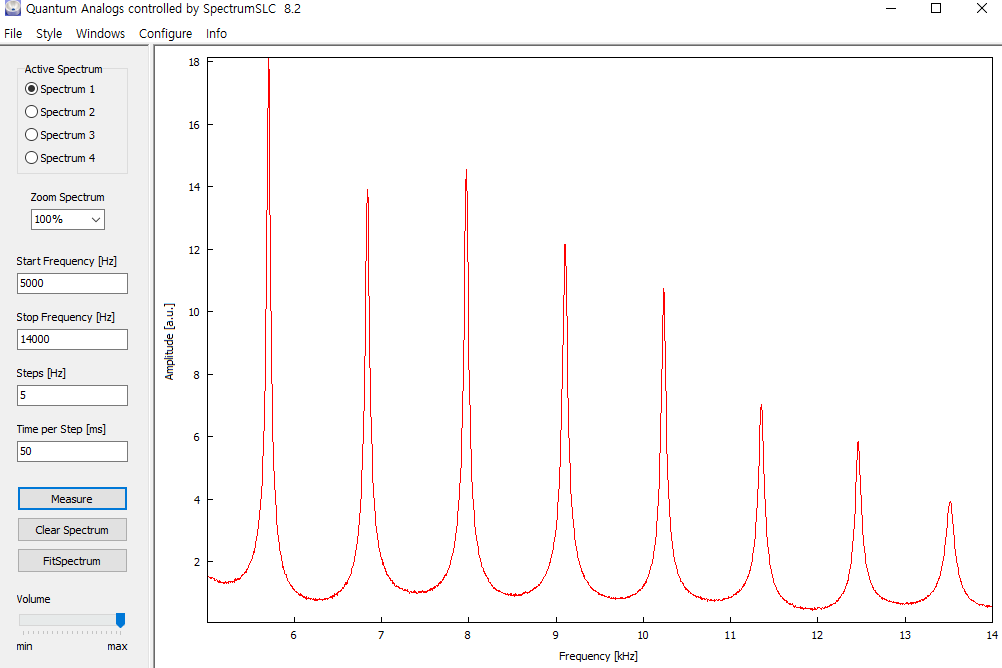 Quantum Analogs controlled by SpectrumSLC 8.2
File Style Windows Configure Info
Active Spectrum
Spectrum 1
Spectrum 2
Spectrum 3
Spectrum 4
Zoom Spectrum
100%
Start Frequency [Hz]
5000
Stop Frequency [Hz]
14000
Steps [Hz]
5
Time per Step [ms]
50
Measure
Clear Spectrum
FitSpectrum
Volume
min max
Amplitude [a.u.]
18
16
14
12
10
8
6
4
2
6 7 8 9 10 11 12 13 14
Frequency [kHz]